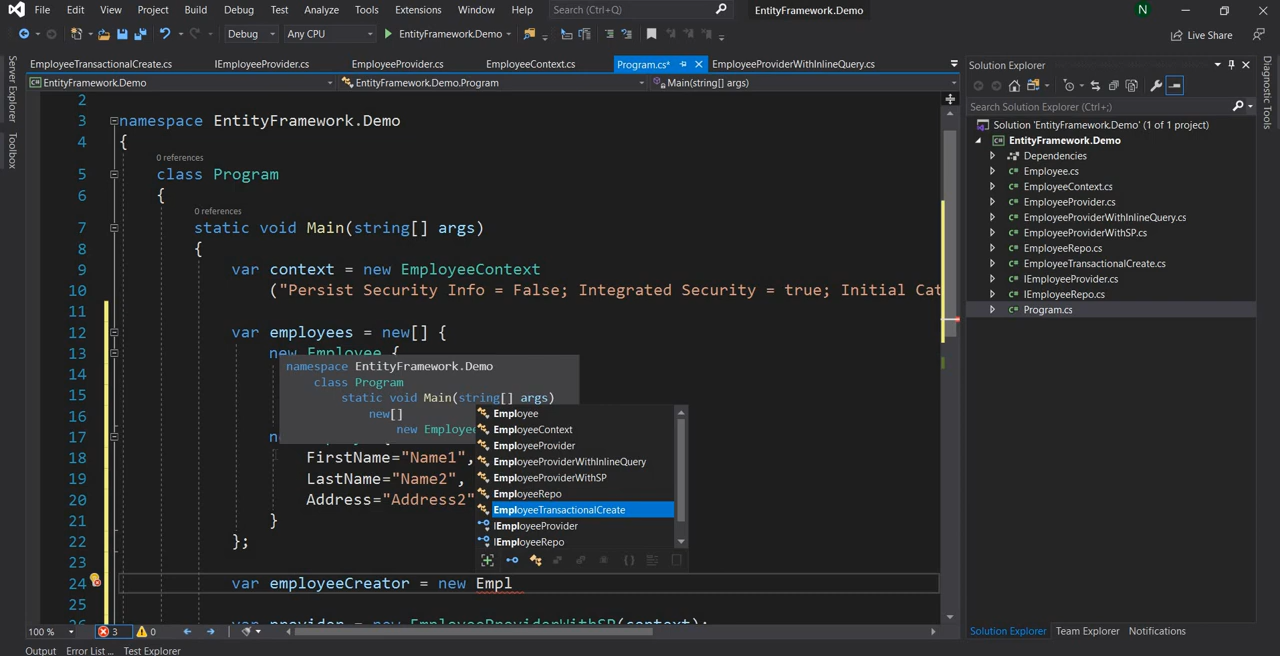 File Edit View Project Build Debug Test Analyze Tools Extensions Window Help Search (Ctrl+Q) EntityFramework.Demo N
Debug Any CPU EntityFramework.Demo Live Share
EmployeeTransactionalCreate.cs IEmployeeProvider.cs EmployeeProvider.cs EmployeeContext.cs Program.cs* EmployeeProviderWithInlineQuery.cs
EntityFramework.Demo EntityFramework.Demo.Program Main(string[] args)
Server Explorer
Toolbox
2
3 namespace EntityFramework.Demo
4 {
0 references
5 class Program
6 {
0 references
7 static void Main(string[] args)
8 {
9 var context = new EmployeeContext
10 ("Persist Security Info = False; Integrated Security = true; Initial Cat
11
12 var employees = new[] {
13 new Employee {
14
15
16
17
18 FirstName="Name1",
19 LastName="Name2",
20 Address="Address2"
21 }
22 };
23
24 var employeeCreator = new Empl
25
var provider = new EmployeeProviderWithSP(context);
namespace EntityFramework.Demo
class Program
static void Main(string[] args)
new[]
new Employee
Employee
EmployeeContext
EmployeeProvider
EmployeeProviderWithInlineQuery
EmployeeProviderWithSP
EmployeeRepo
EmployeeTransactionalCreate
IEmployeeProvider
IEmployeeRepo
100 % 3 0
Output Error List ... Test Explorer
Solution Explorer
Search Solution Explorer (Ctrl+;)
Solution 'EntityFramework.Demo' (1 of 1 project)
EntityFramework.Demo
Dependencies
C# Employee.cs
C# EmployeeContext.cs
C# EmployeeProvider.cs
C# EmployeeProviderWithInlineQuery.cs
C# EmployeeProviderWithSP.cs
C# EmployeeRepo.cs
C# EmployeeTransactionalCreate.cs
C# IEmployeeProvider.cs
C# IEmployeeRepo.cs
C# Program.cs
Solution Explorer Team Explorer Notifications
Diagnostic Tools